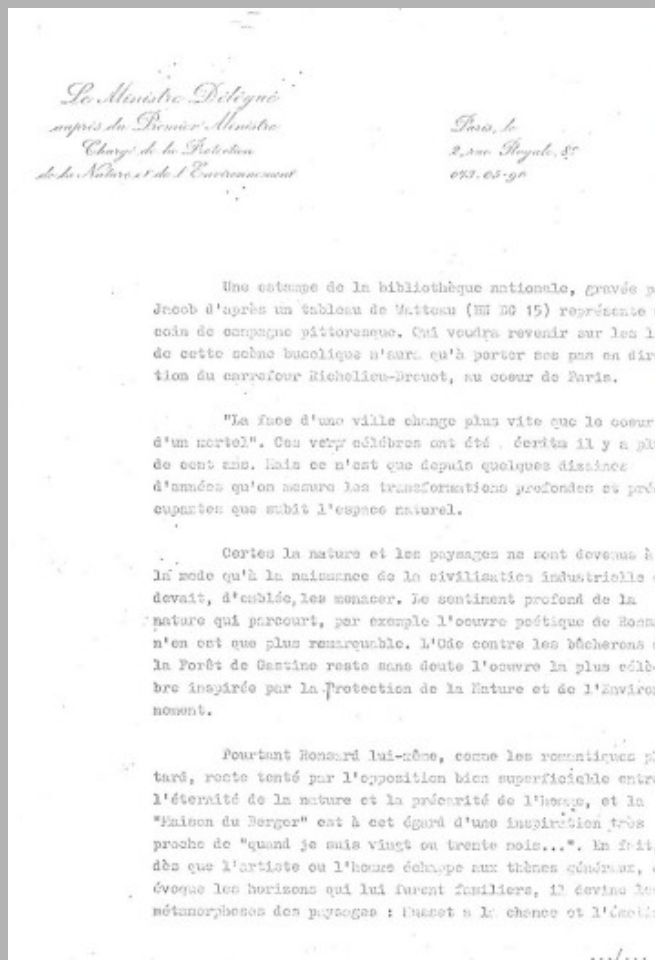 Le Ministre Délégué
auprès du Premier Ministre
Chargé de la Protection
de la Nature et de l'Environnement
Paris, le
2, rue Royale, 8e
073.05-90
Une estampe de la bibliothèque nationale, gravée
Jacob d'après un tableau de Watteau (EH DG 15) représente
coin de campagne pittoresque. Qui voudra revenir sur les
de cette scène bucolique n'aura qu'à porter ses pas en
tion du carrefour Richelieu-Drouot, au coeur de Paris.
"La face d'une ville change plus vite que le coeur
d'un mortel". Ces vers célèbres ont été écrits il y a
de cent ans. Mais ce n'est que depuis quelques dizaines
d'années qu'on mesure les transformations profondes et
cupantes que subit l'espace naturel.
Certes la nature et les paysages ne sont devenus à
la mode qu'à la naissance de la civilisation industrielle
devait, d'emblée, les menacer. Le sentiment profond de la
nature qui parcourt, par exemple l'oeuvre poétique de
n'en est que plus remarquable. L'Ode contre les bûcherons
la Forêt de Gastine reste sans doute l'oeuvre la plus célè-
bre inspirée par la Protection de la Nature et de
nement.
Pourtant Ronsard lui-même, comme les romantiques
tard, reste tenté par l'opposition bien superficielle entre
l'éternité de la nature et la précarité de l'homme, et la
"Maison du Berger" est à cet égard d'une inspiration très
proche de "quand je suis vingt ou trente mois...". En fait
dès que l'artiste ou l'homme échappe aux thèmes généraux,
évoque les horizons qui lui furent familiers, il devine les
métamorphoses des paysages : Musset a la chance et